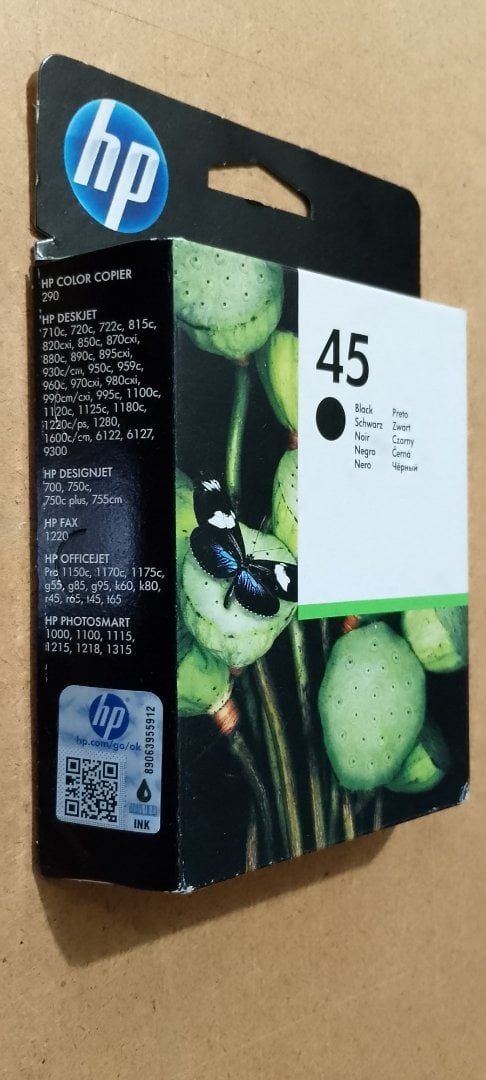 hp
HP COLOR COPIER
290
HP DESKJET
710c, 720c, 722c, 815c,
820cxi, 850c, 870cxi,
880c, 890c, 895cxi,
930c/cm, 950c, 959c,
960c, 970cxi, 980cxi,
990cm/cxi, 995c, 1100c,
1120c, 1125c, 1180c,
1220c/ps, 1280,
1600c/cm, 6122, 6127,
9300
HP DESIGNJET
700, 750c,
750c plus, 755cm
HP FAX
1220
HP OFFICEJET
Pro 1150c, 1170c, 1175c,
g55, g85, g95, k60, k80,
r45, r65, t45, t65
HP PHOTOSMART
1000, 1100, 1115,
1215, 1218, 1315
hp
hp.com/go/ok
89063955912
INK
45
Black
Schwarz
Noir
Negro
Nero
Preto
Zwart
Czarny
Černá
Чёрный